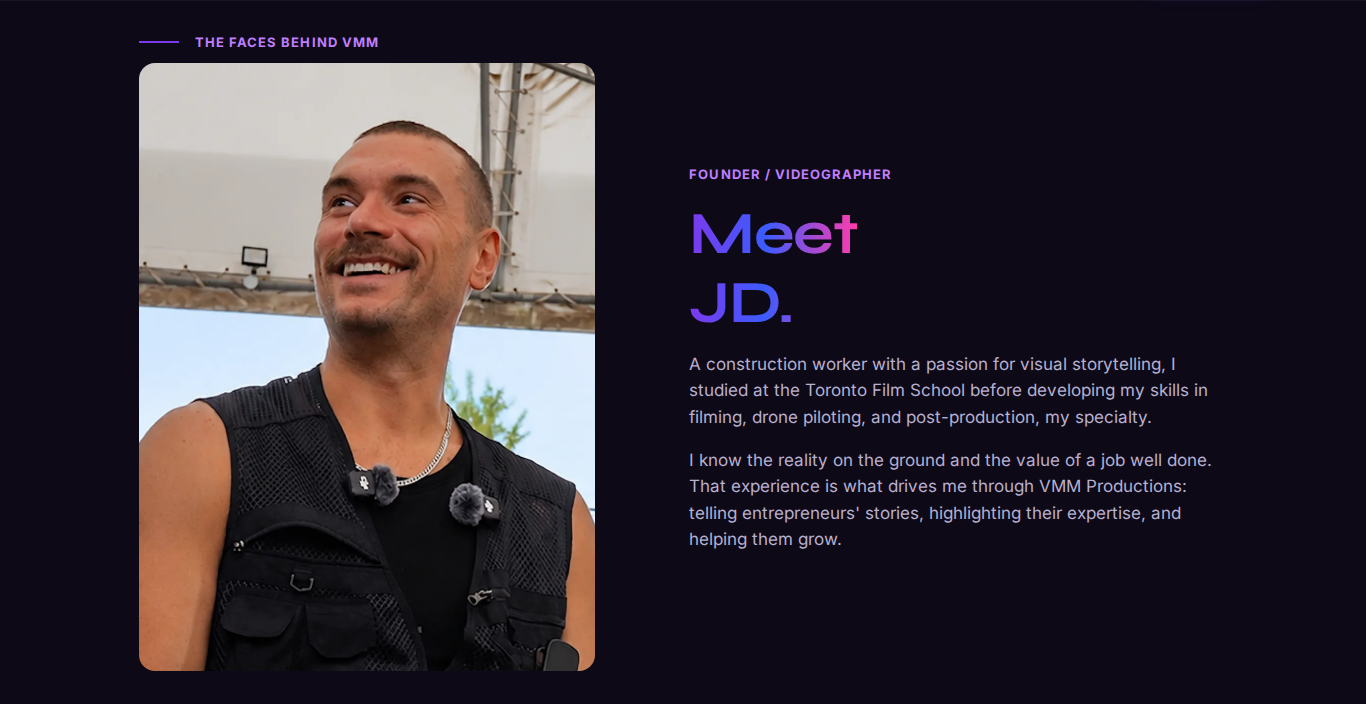 THE FACES BEHIND VMM
FOUNDER / VIDEOGRAPHER
Meet
JD.
A construction worker with a passion for visual storytelling, I
studied at the Toronto Film School before developing my skills in
filming, drone piloting, and post-production, my specialty.
I know the reality on the ground and the value of a job well done.
That experience is what drives me through VMM Productions:
telling entrepreneurs' stories, highlighting their expertise, and
helping them grow.